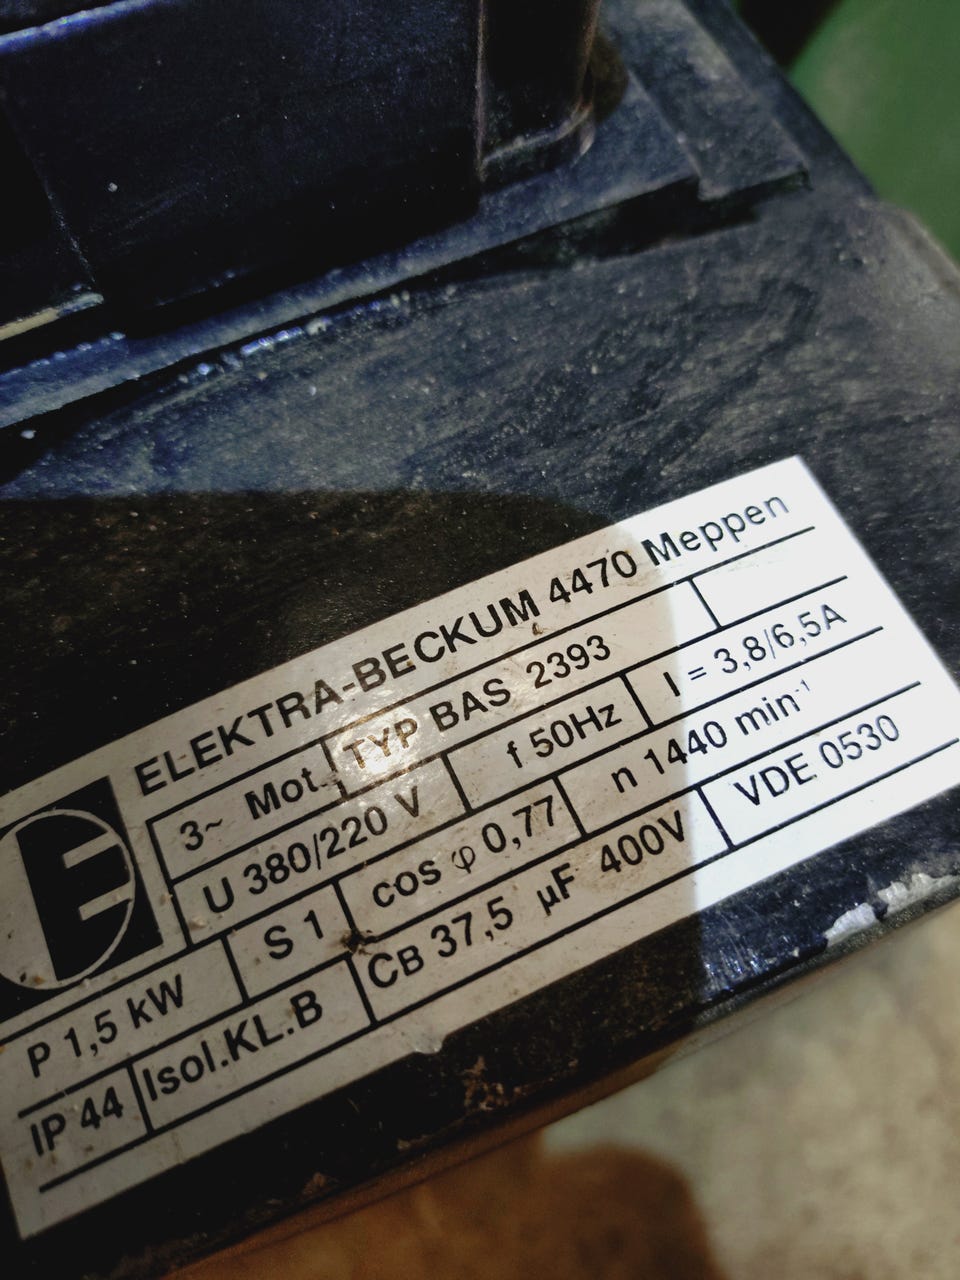 ELEKTRA-BECKUM 4470 Meppen
3~ Mot. TYP BAS 2393
U 380/220 V f 50Hz I = 3,8/6,5A
P 1,5 kW S 1 cos φ 0,77 n 1440 min⁻¹
IP 44 Isol.KL.B CB 37,5 µF 400V VDE 0530